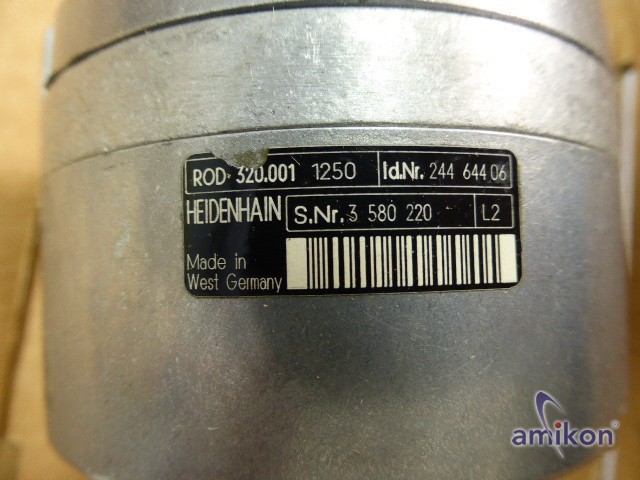 ROD 320.001 1250 Id.Nr. 244 644 06
HEIDENHAIN S.Nr. 3 580 220 L2
Made in
West Germany
amikon